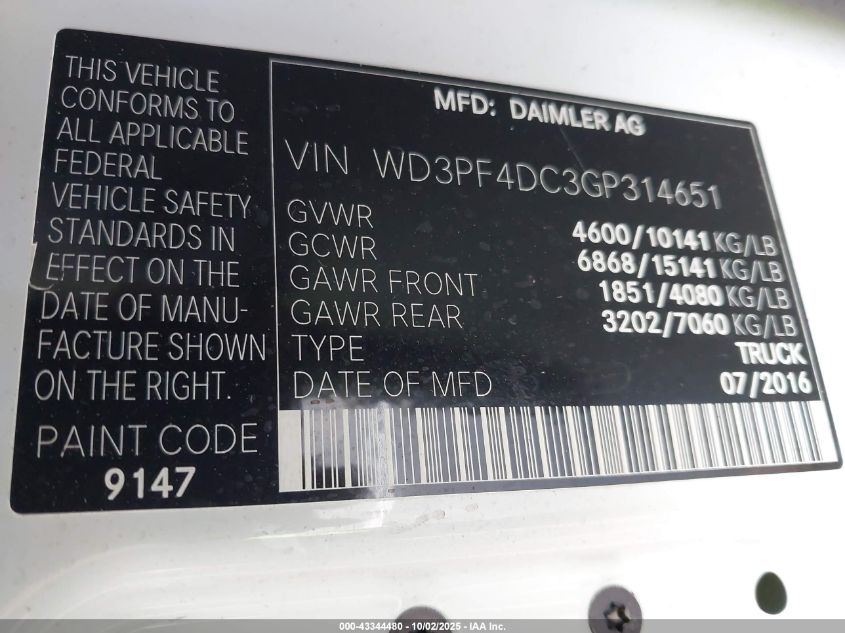 THIS VEHICLE
CONFORMS TO
ALL APPLICABLE
FEDERAL
VEHICLE SAFETY
STANDARDS IN
EFFECT ON THE
DATE OF MANU-
FACTURE SHOWN
ON THE RIGHT.
PAINT CODE
9147
MFD: DAIMLER AG
VIN WD3PF4DC3GP314651
GVWR 4600/10141 KG/LB
GCWR 6868/15141 KG/LB
GAWR FRONT 1851/4080 KG/LB
GAWR REAR 3202/7060 KG/LB
TYPE TRUCK
DATE OF MFD 07/2016
000-43344480 - 10/02/2025 - IAA Inc.